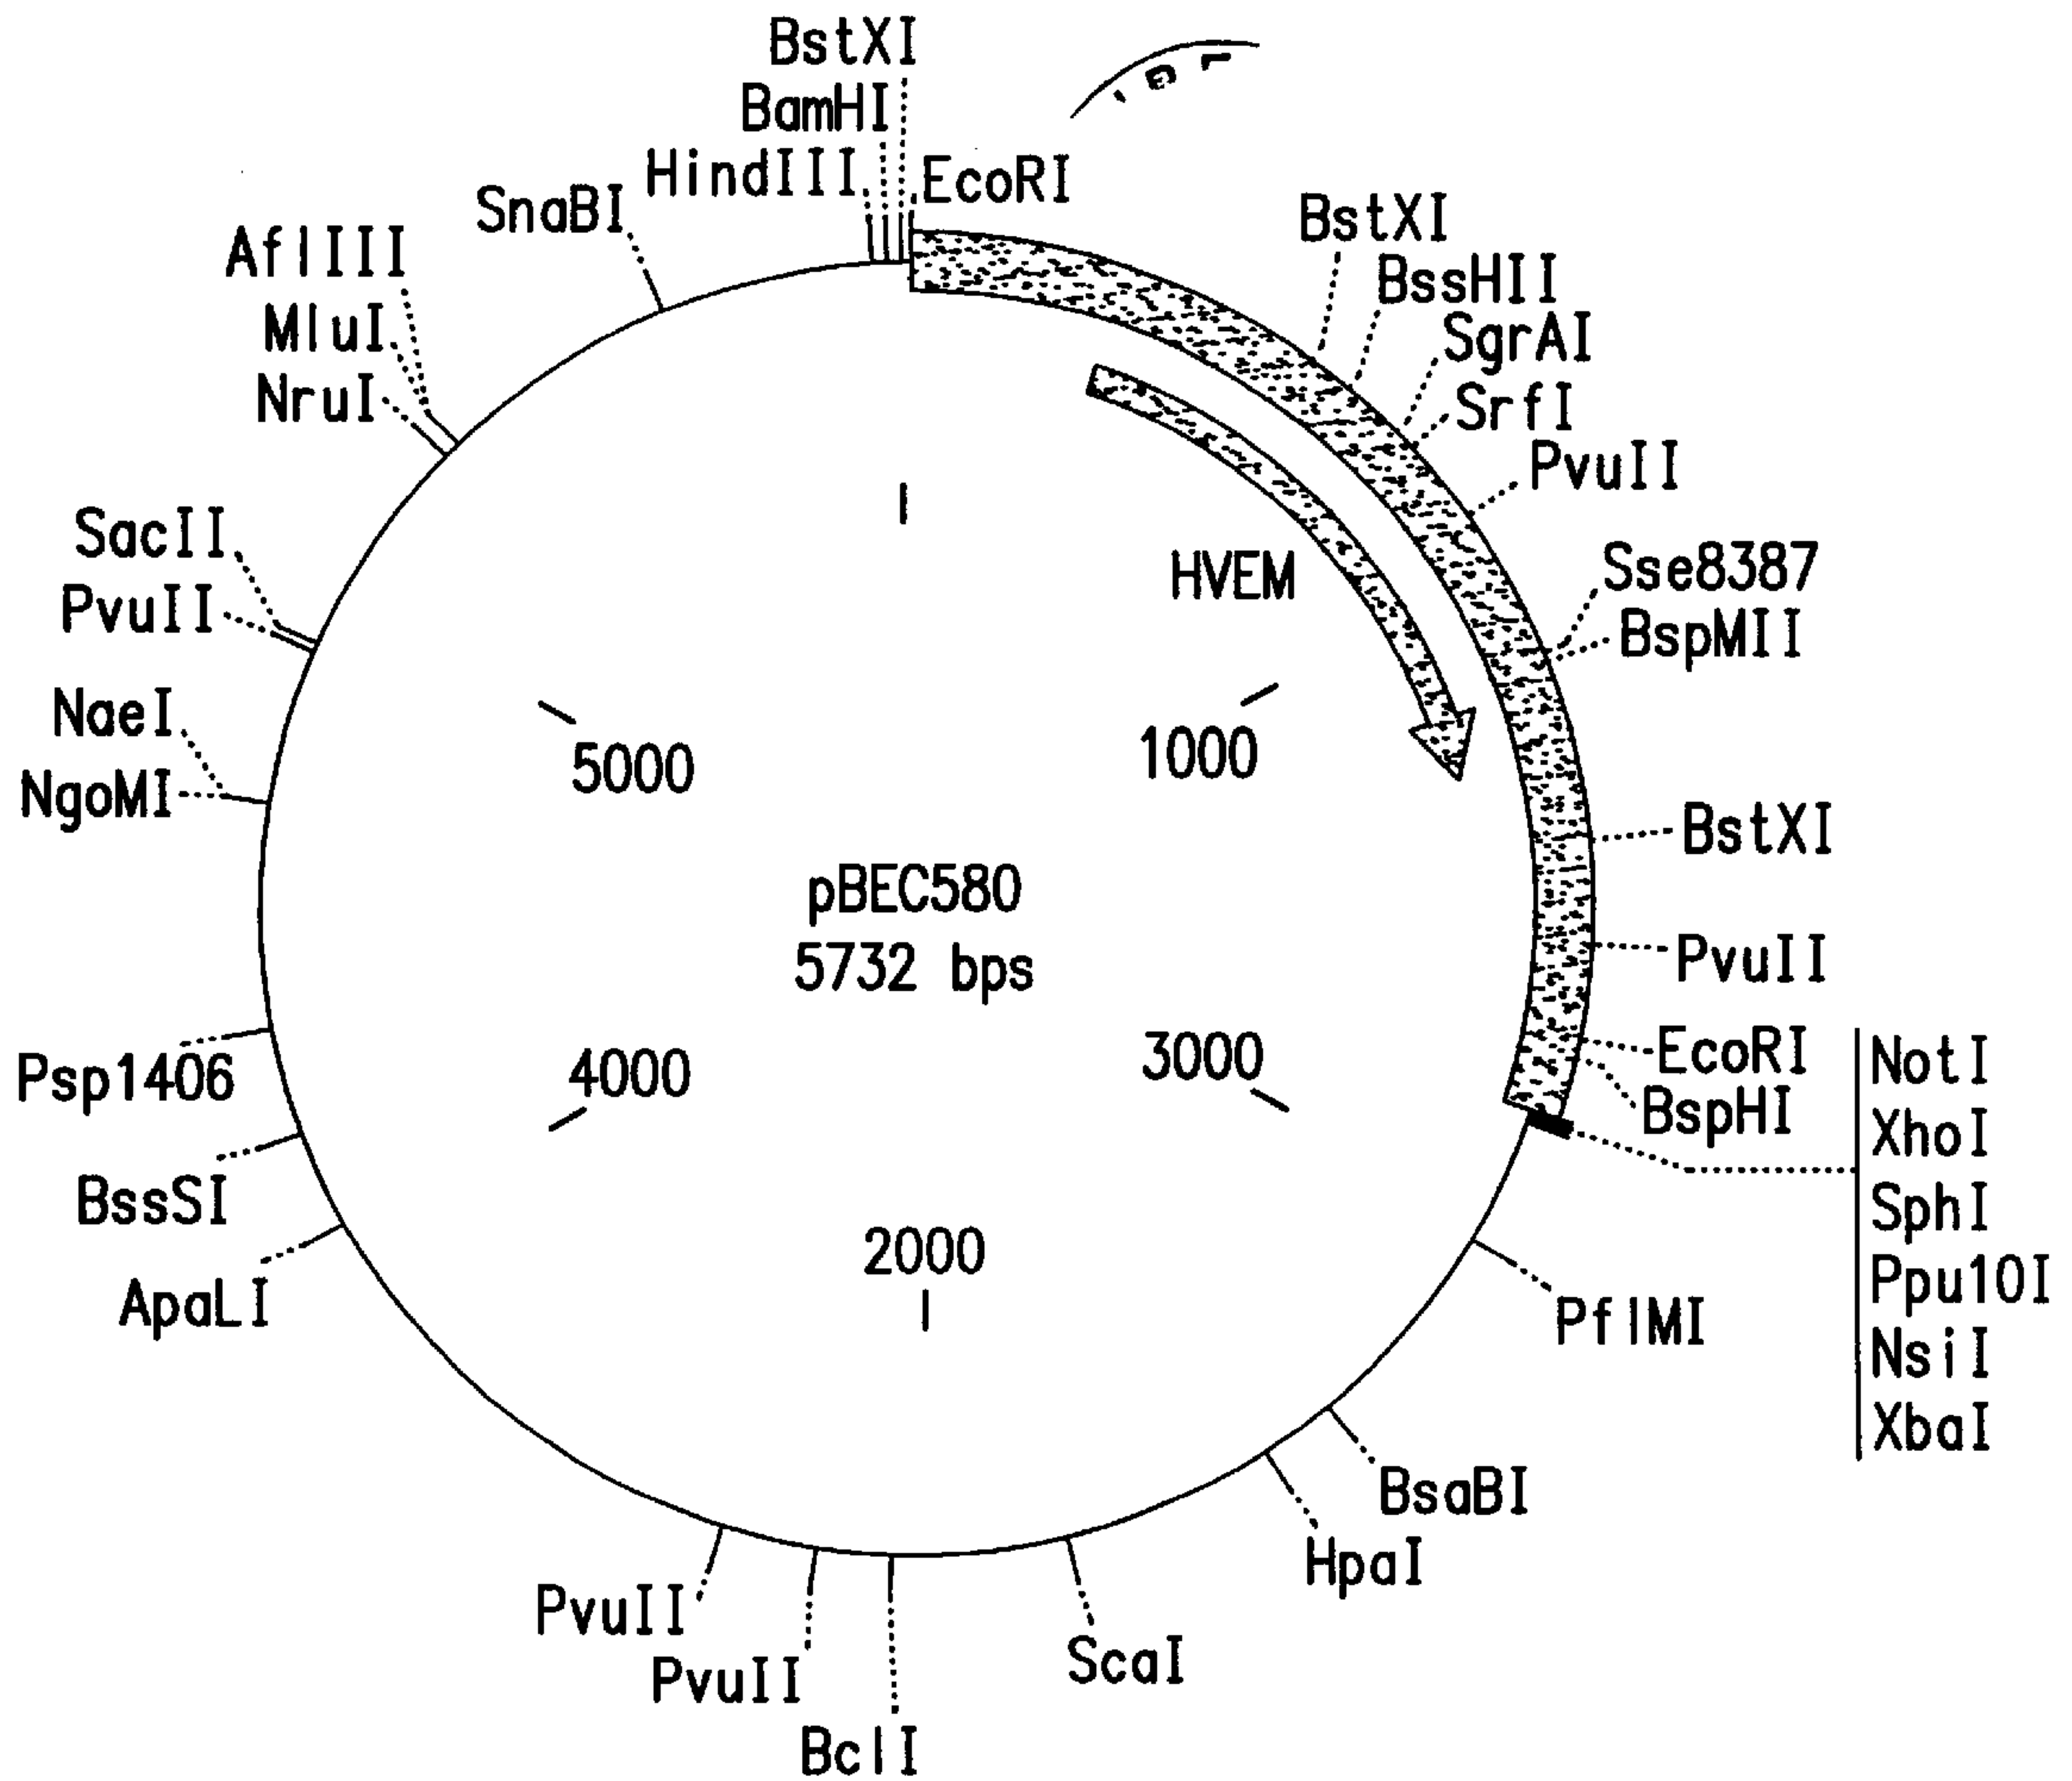 BstXI
BamHI
HindIII
EcoRI
SnaBI
AflIII
MluI
NruI
SacII
PvuII
NaeI
NgoMI
Psp1406
BssSI
ApaLI
PvuII
PvuII
BclI
ScaI
HpaI
BsaBI
PflMI
BstXI
BssHII
SgrAI
SrfI
PvuII
Sse8387
BspMII
BstXI
PvuII
EcoRI
BspHI
NotI
XhoI
SphI
Ppu10I
NsiI
XbaI
HVEM
5000
1000
pBEC580
5732 bps
4000
3000
2000